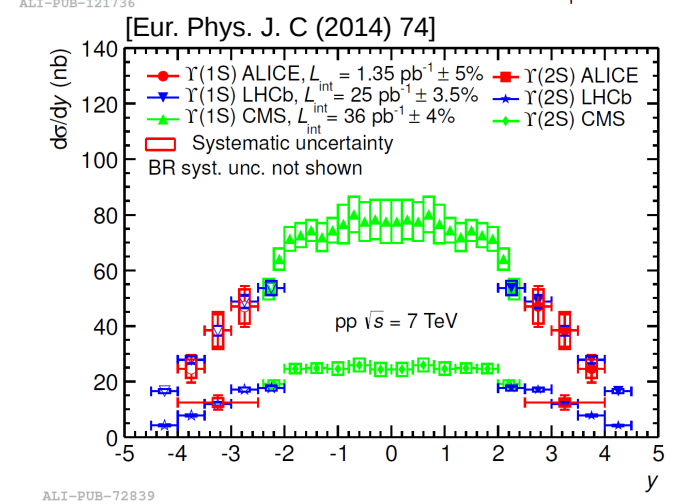 ALI-PUB-121736
[Eur. Phys. J. C (2014) 74]
dσ/dy (nb)
ϒ(1S) ALICE, L_int = 1.35 pb⁻¹ ± 5%
ϒ(1S) LHCb, L_int = 25 pb⁻¹ ± 3.5%
ϒ(1S) CMS, L_int = 36 pb⁻¹ ± 4%
Systematic uncertainty
BR syst. unc. not shown
ϒ(2S) ALICE
ϒ(2S) LHCb
ϒ(2S) CMS
140
120
100
80
60
40
20
0
pp √s = 7 TeV
-5 -4 -3 -2 -1 0 1 2 3 4 5
y
ALI-PUB-72839